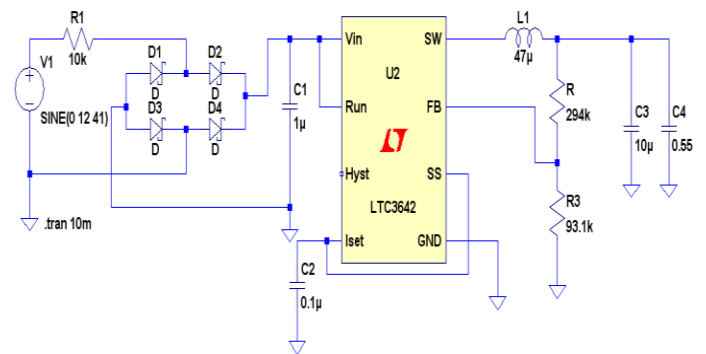 R1
10k
V1
SINE(0 12 41)
.tran 10m
D1
D
D2
D
D3
D
D4
D
C1
1µ
Vin
SW
U2
Run
FB
Hyst
SS
LTC3642
Iset
GND
C2
0.1µ
L1
47µ
R
294k
R3
93.1k
C3
10µ
C4
0.55